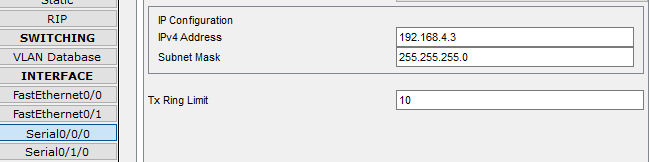 Static
RIP
SWITCHING
VLAN Database
INTERFACE
FastEthernet0/0
FastEthernet0/1
Serial0/0/0
Serial0/1/0
IP Configuration
IPv4 Address 192.168.4.3
Subnet Mask 255.255.255.0
Tx Ring Limit 10